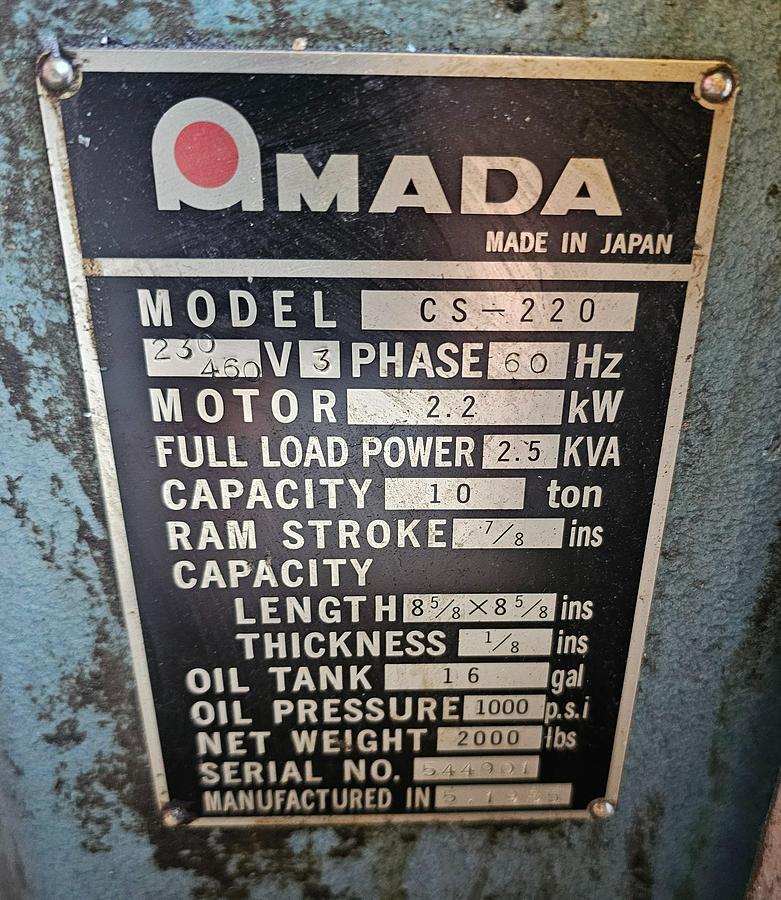 AMADA
MADE IN JAPAN
MODEL CS-220
230/460 V 3 PHASE 60 Hz
MOTOR 2.2 kW
FULL LOAD POWER 2.5 KVA
CAPACITY 10 ton
RAM STROKE 7/8 ins
CAPACITY
LENGTH 8 5/8 × 8 5/8 ins
THICKNESS 1/8 ins
OIL TANK 16 gal
OIL PRESSURE 1000 p.s.i
NET WEIGHT 2000 lbs
SERIAL NO. 544901
MANUFACTURED IN